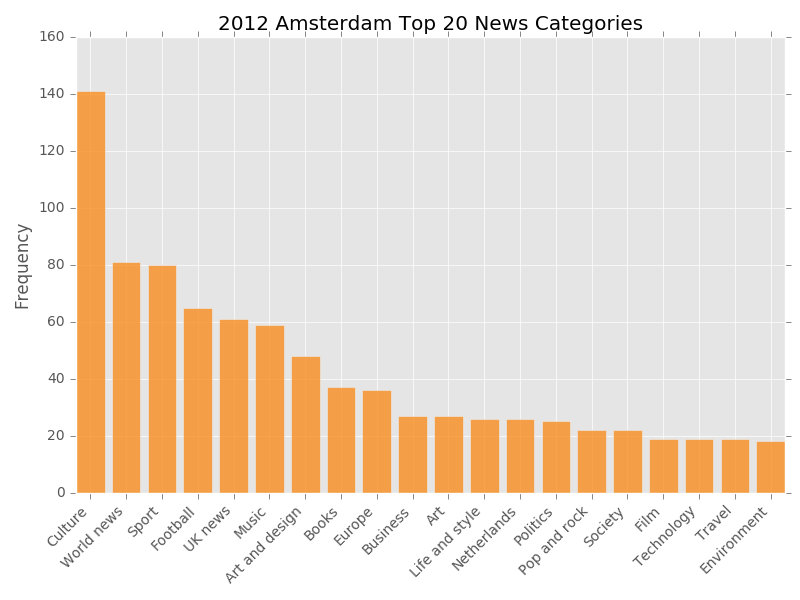 2012 Amsterdam Top 20 News Categories
160
140
120
100
80
60
40
20
0
Frequency
Culture
World news
Sport
Football
UK news
Music
Art and design
Books
Europe
Business
Art
Life and style
Netherlands
Politics
Pop and rock
Society
Film
Technology
Travel
Environment